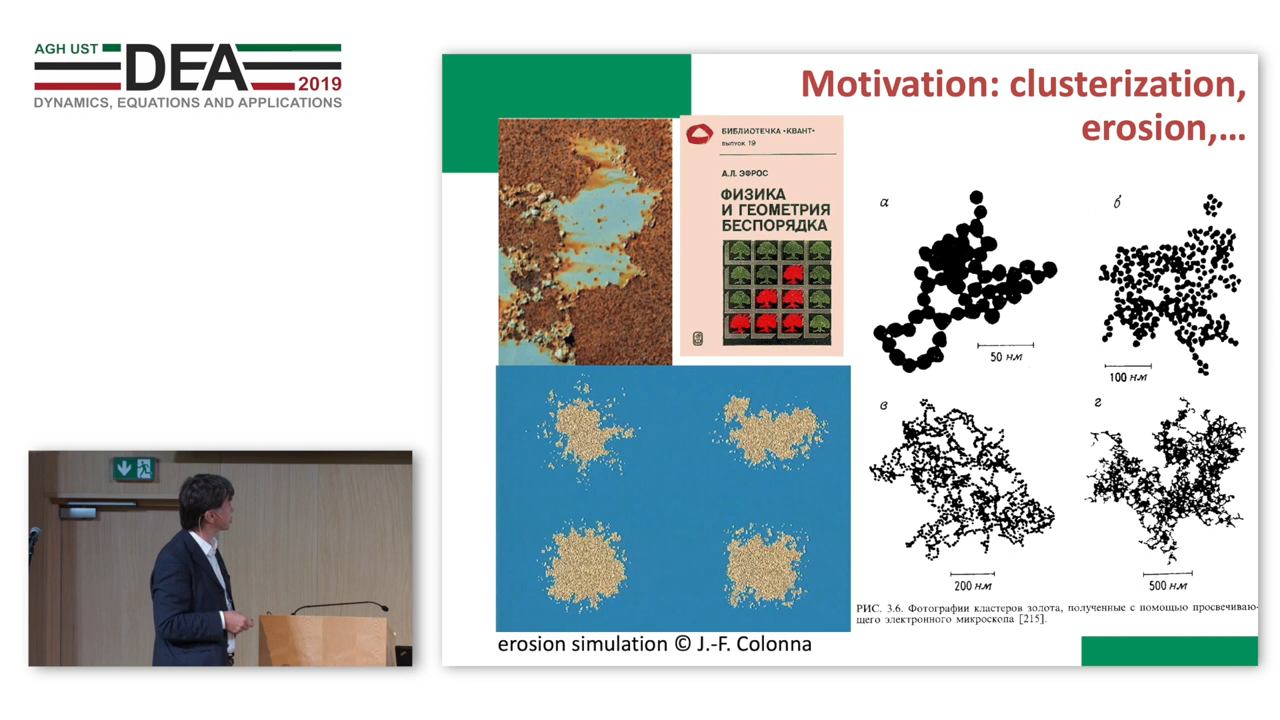 AGH UST
DEA
2019
DYNAMICS, EQUATIONS AND APPLICATIONS
Motivation: clusterization,
erosion,...
БИБЛИОТЕЧКА •КВАНТ•
выпуск 19
А.Л. ЭФРОС
ФИЗИКА
И ГЕОМЕТРИЯ
БЕСПОРЯДКА
а
б
50 нм
100 нм
в
г
200 нм
500 нм
РИС. 3.6. Фотографии кластеров золота, полученные с помощью просвечиваю-
щего электронного микроскопа [215].
erosion simulation © J.-F. Colonna